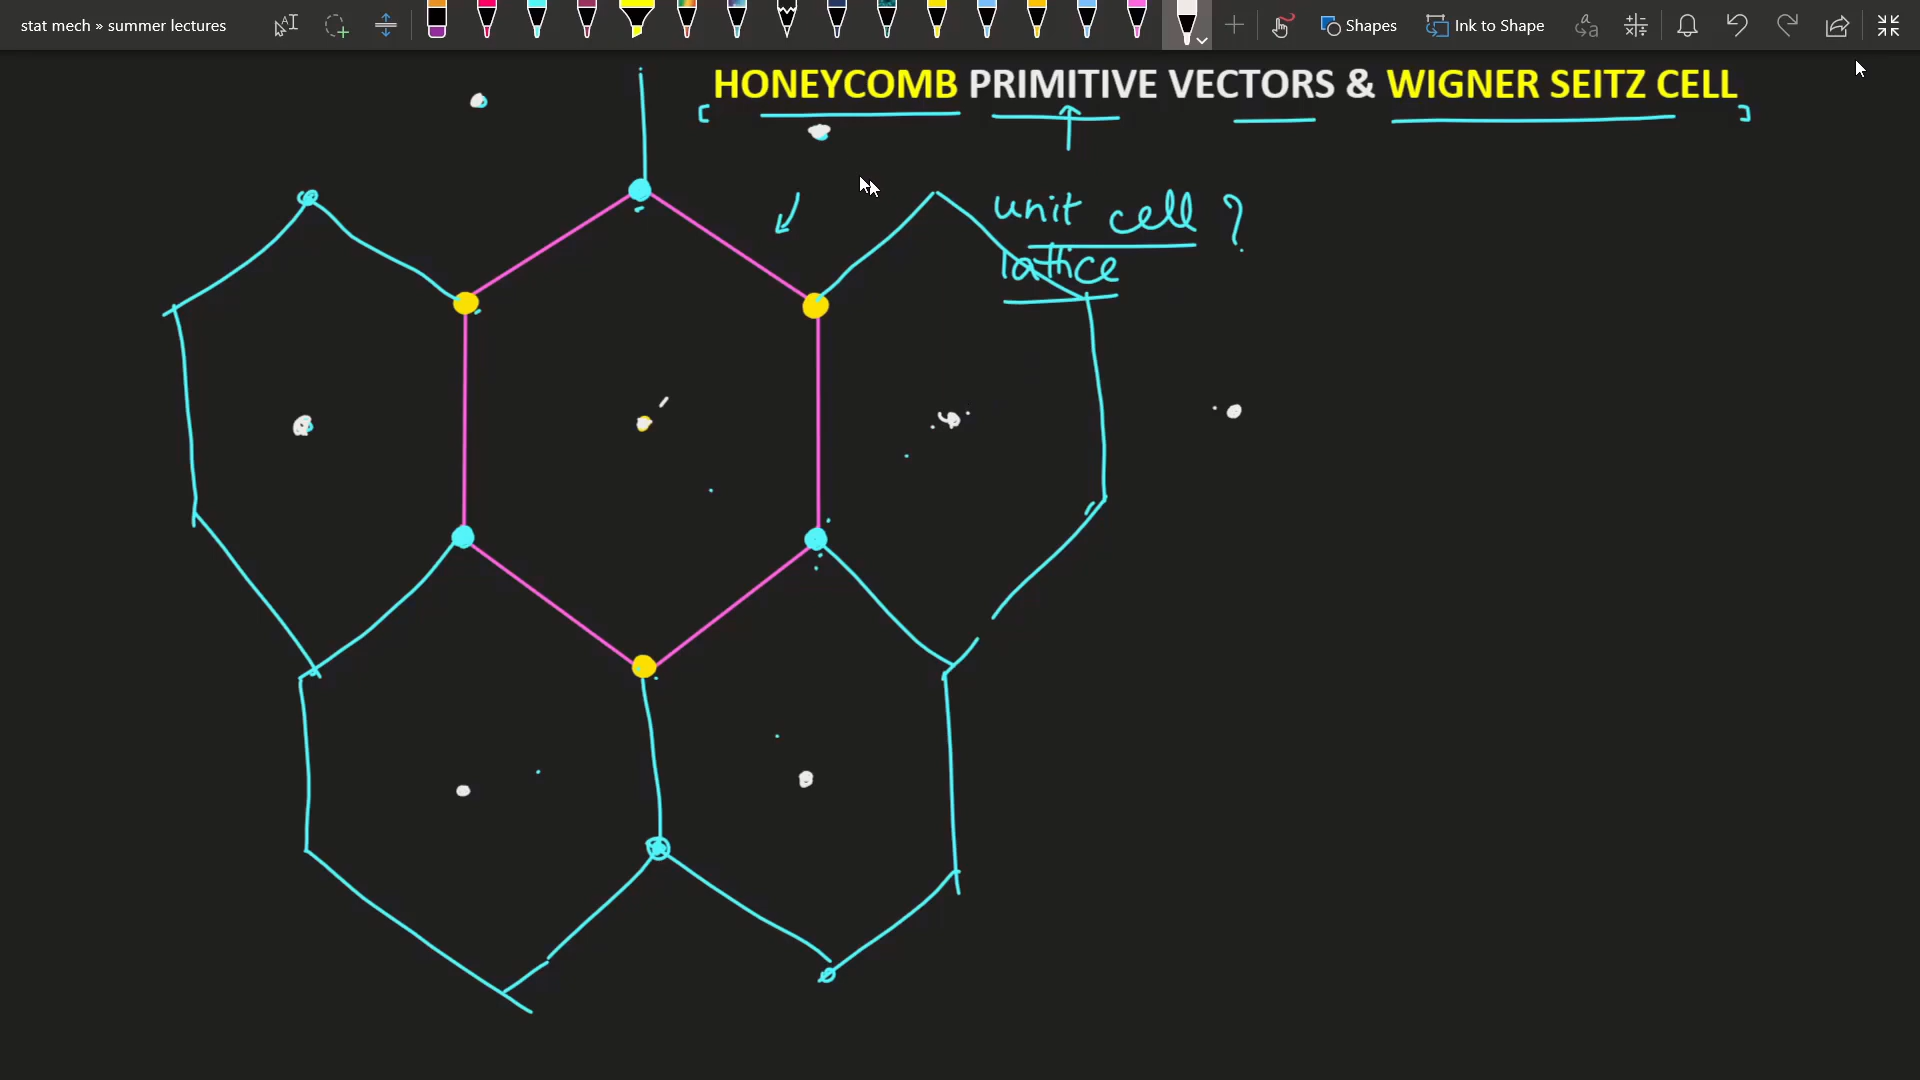 stat mech » summer lectures
Shapes
Ink to Shape
HONEYCOMB PRIMITIVE VECTORS & WIGNER SEITZ CELL
unit cell ?
lattice